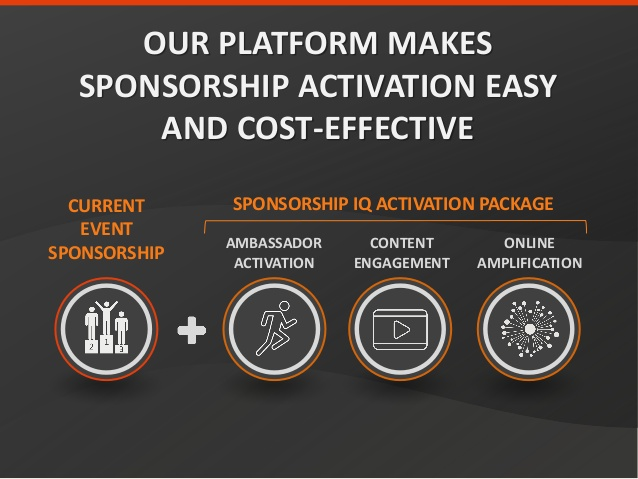 OUR PLATFORM MAKES
SPONSORSHIP ACTIVATION EASY
AND COST-EFFECTIVE
CURRENT
EVENT
SPONSORSHIP
SPONSORSHIP IQ ACTIVATION PACKAGE
AMBASSADOR
ACTIVATION
CONTENT
ENGAGEMENT
ONLINE
AMPLIFICATION
2 1 3